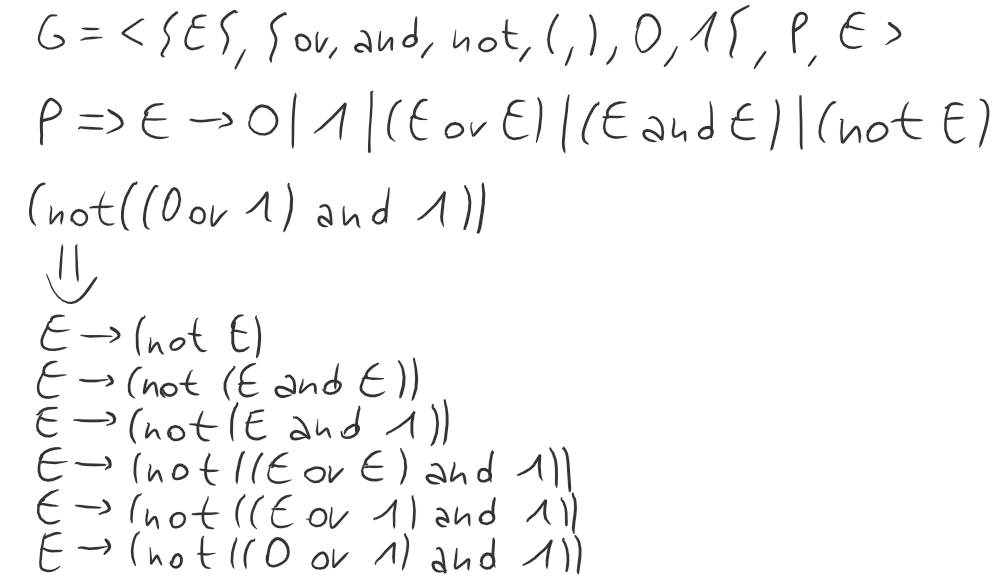 G = < {E}, {or, and, not, (, ), 0, 1}, P, E >
P => E → 0 | 1 | (E or E) | (E and E) | (not E)
(not((0 or 1) and 1))
⇓
E → (not E)
E → (not (E and E))
E → (not (E and 1))
E → (not ((E or E) and 1))
E → (not ((E or 1) and 1))
E → (not ((0 or 1) and 1))